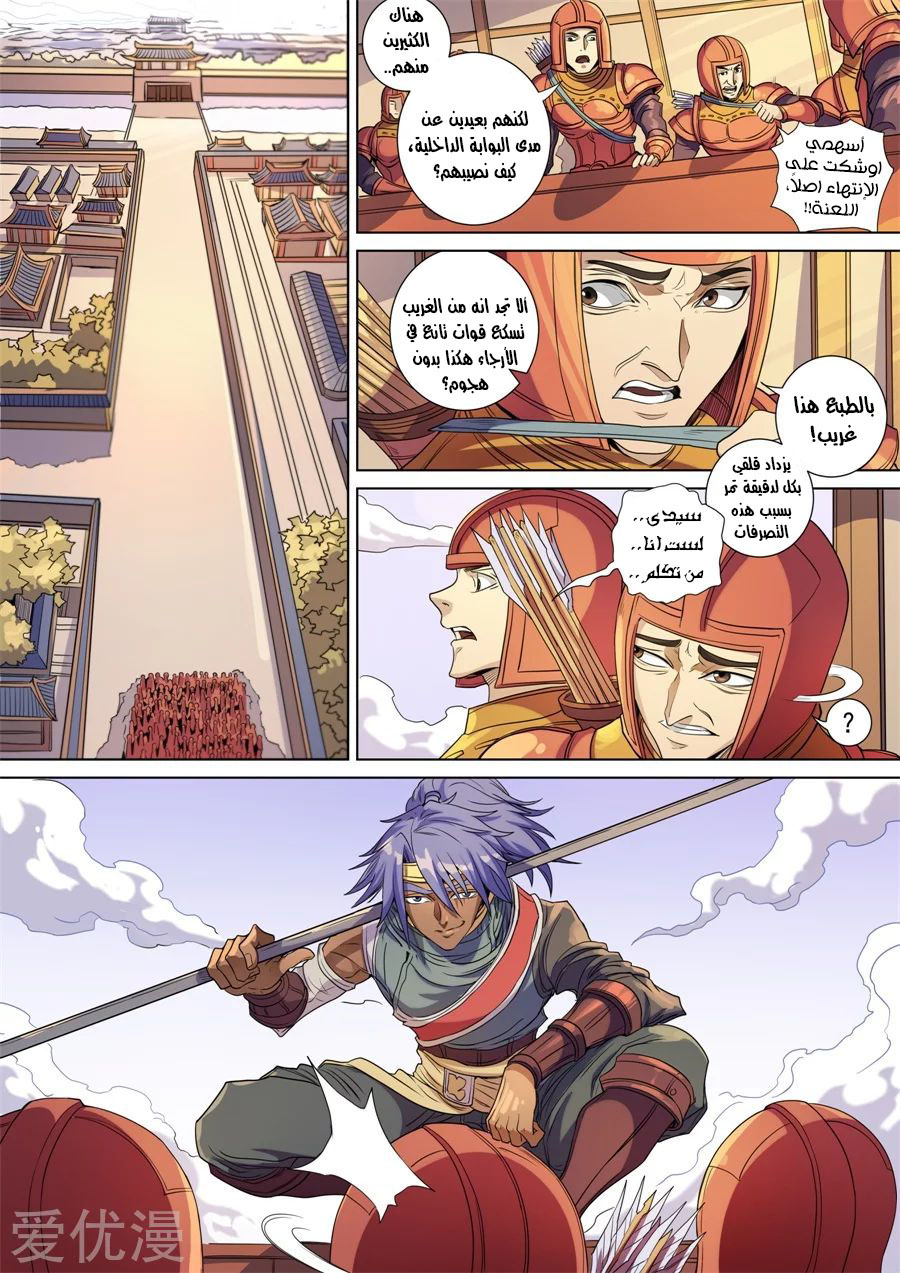 هناك
الكثيرين
منهم..
لكنهم بعيدين عن
مدى البوابة الداخلية،
كيف نصيبهم؟
أسهمي
اوشكت على
الإنتهاء اصلاً،
اللعنة!!
ألا تجد انه من الغريب
تسكع قوات نانغ في
الأرجاء هكذا بدون
هجوم؟
بالطبع هذا
غريب!
يزداد قلقي
بكل لدقيقة تمر
بسبب هذه
التصرفات
سيدي..
لست أنا..
من تكلم..
؟
爱优漫